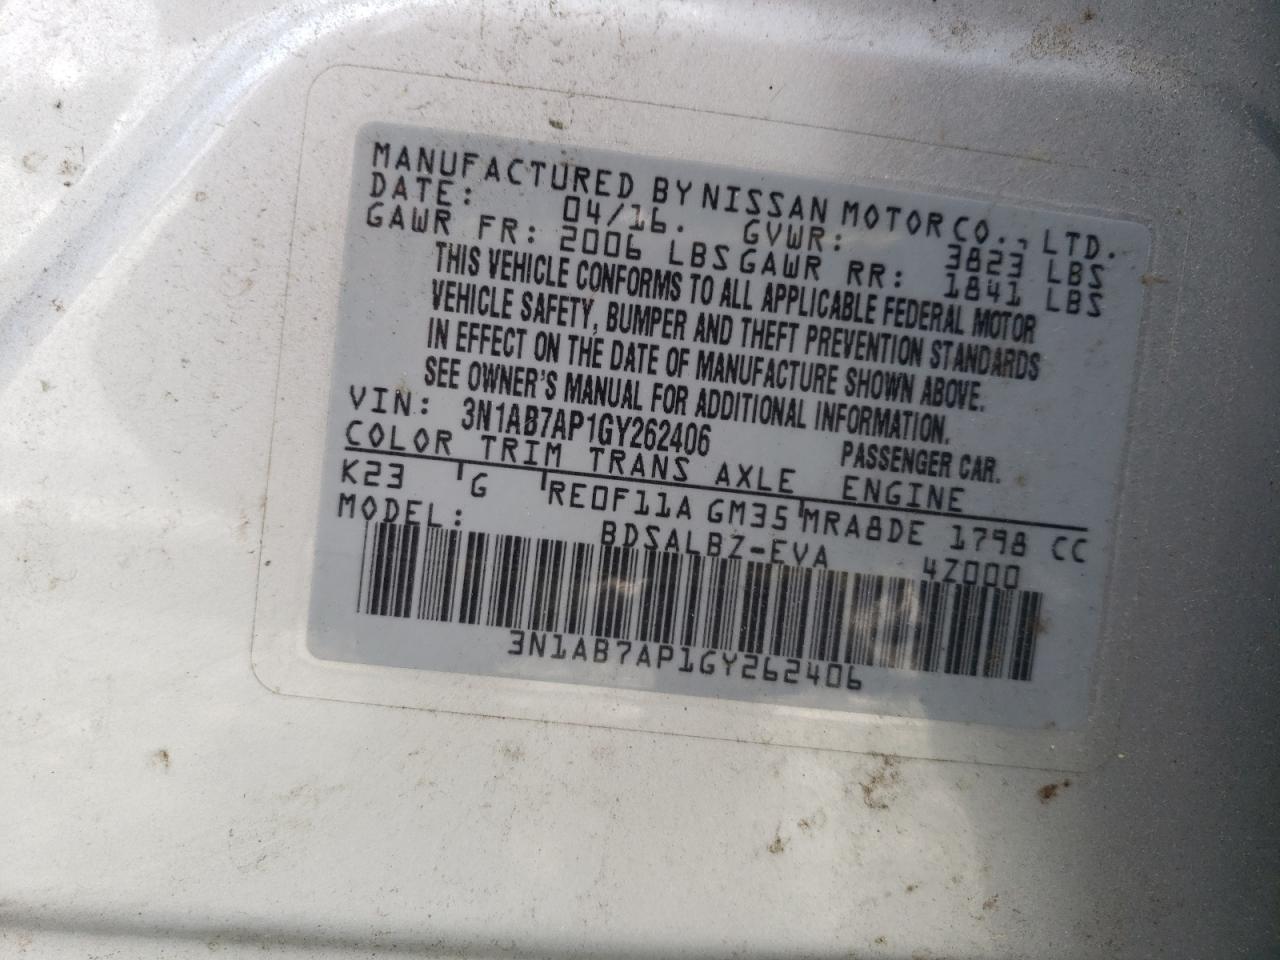 MANUFACTURED BY NISSAN MOTOR CO., LTD.
DATE: 04/16. GVWR: 3823 LBS
GAWR FR: 2006 LBS GAWR RR: 1841 LBS
THIS VEHICLE CONFORMS TO ALL APPLICABLE FEDERAL MOTOR
VEHICLE SAFETY, BUMPER AND THEFT PREVENTION STANDARDS
IN EFFECT ON THE DATE OF MANUFACTURE SHOWN ABOVE.
SEE OWNER'S MANUAL FOR ADDITIONAL INFORMATION.
VIN: 3N1AB7AP1GY262406 PASSENGER CAR.
COLOR TRIM TRANS AXLE ENGINE
K23 G RE0F11A GM35 MRA8DE 1798 CC
MODEL: BDSALBZ-EVA 4Z000
3N1AB7AP1GY262406